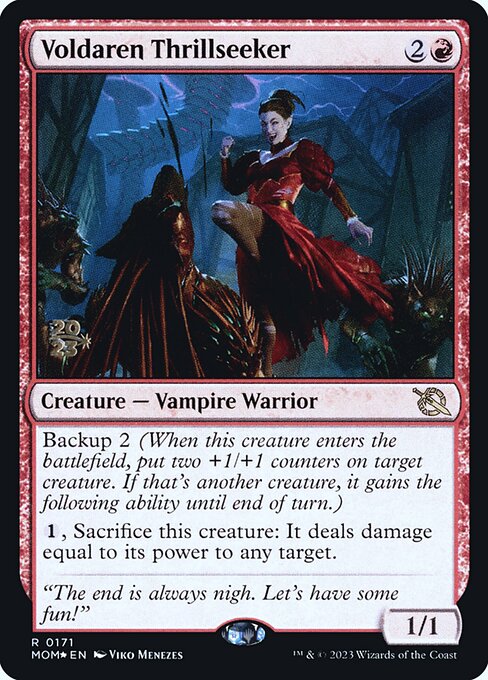 Voldaren Thrillseeker 2
20
23
Creature — Vampire Warrior
Backup 2 (When this creature enters the
battlefield, put two +1/+1 counters on target
creature. If that's another creature, it gains the
following ability until end of turn.)
1, Sacrifice this creature: It deals damage
equal to its power to any target.
"The end is always nigh. Let's have some
fun!"
1/1
R 0171
MOM★EN Viko Menezes
™ & © 2023 Wizards of the Coast